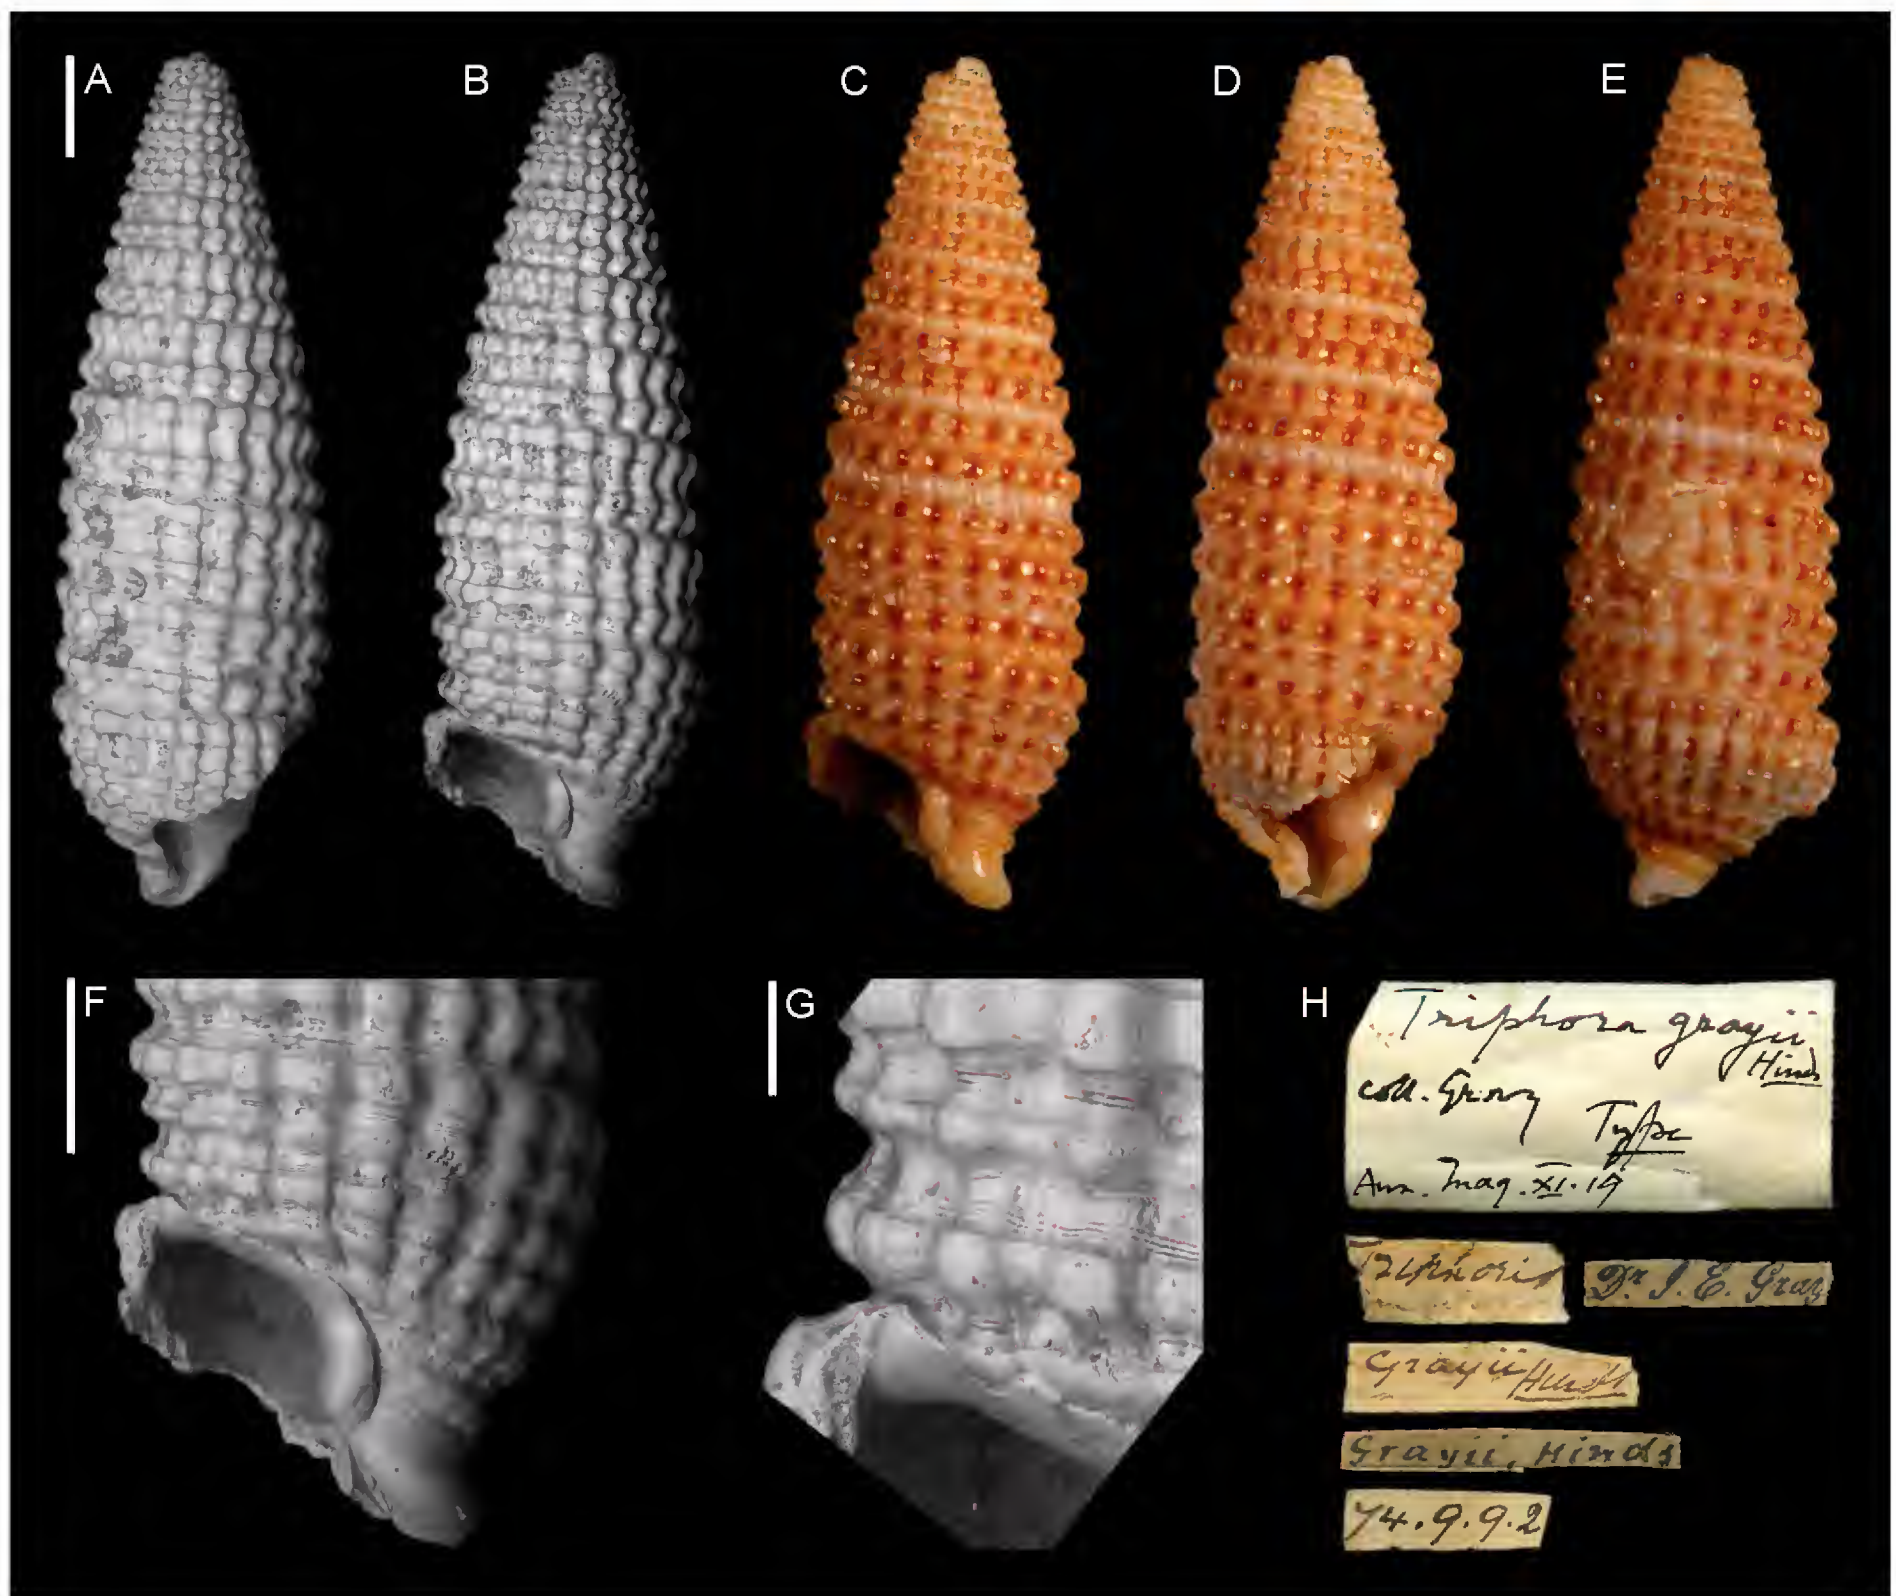 A
B
C
D
E
F
G
H
Triphora grayii
Hinds
coll. Gray
Type
Ann. Mag. XI. 19
Triphoris
Dr. J. E. Gray
Grayii Hinds
Grayii, Hinds
74.9.9.2